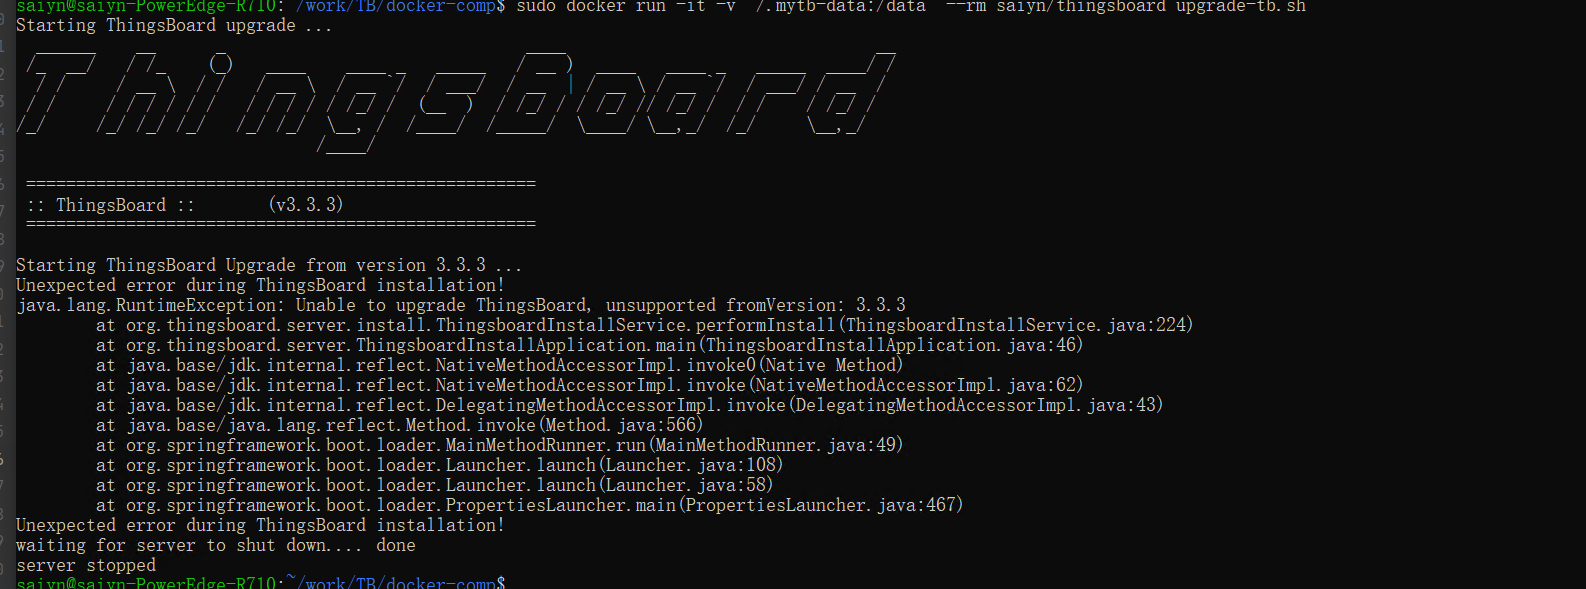 saiyn@saiyn-PowerEdge-R710:~/work/TB/docker-comp$ sudo docker run -it -v ~/.mytb-data:/data --rm saiyn/thingsboard upgrade-tb.sh
Starting ThingsBoard upgrade ...
ThingsBoard
===================================================
:: ThingsBoard ::       (v3.3.3)
===================================================
Starting ThingsBoard Upgrade from version 3.3.3 ...
Unexpected error during ThingsBoard installation!
java.lang.RuntimeException: Unable to upgrade ThingsBoard, unsupported fromVersion: 3.3.3
        at org.thingsboard.server.install.ThingsboardInstallService.performInstall(ThingsboardInstallService.java:224)
        at org.thingsboard.server.ThingsboardInstallApplication.main(ThingsboardInstallApplication.java:46)
        at java.base/jdk.internal.reflect.NativeMethodAccessorImpl.invoke0(Native Method)
        at java.base/jdk.internal.reflect.NativeMethodAccessorImpl.invoke(NativeMethodAccessorImpl.java:62)
        at java.base/jdk.internal.reflect.DelegatingMethodAccessorImpl.invoke(DelegatingMethodAccessorImpl.java:43)
        at java.base/java.lang.reflect.Method.invoke(Method.java:566)
        at org.springframework.boot.loader.MainMethodRunner.run(MainMethodRunner.java:49)
        at org.springframework.boot.loader.Launcher.launch(Launcher.java:108)
        at org.springframework.boot.loader.Launcher.launch(Launcher.java:58)
        at org.springframework.boot.loader.PropertiesLauncher.main(PropertiesLauncher.java:467)
Unexpected error during ThingsBoard installation!
waiting for server to shut down.... done
server stopped
saiyn@saiyn-PowerEdge-R710:~/work/TB/docker-comp$